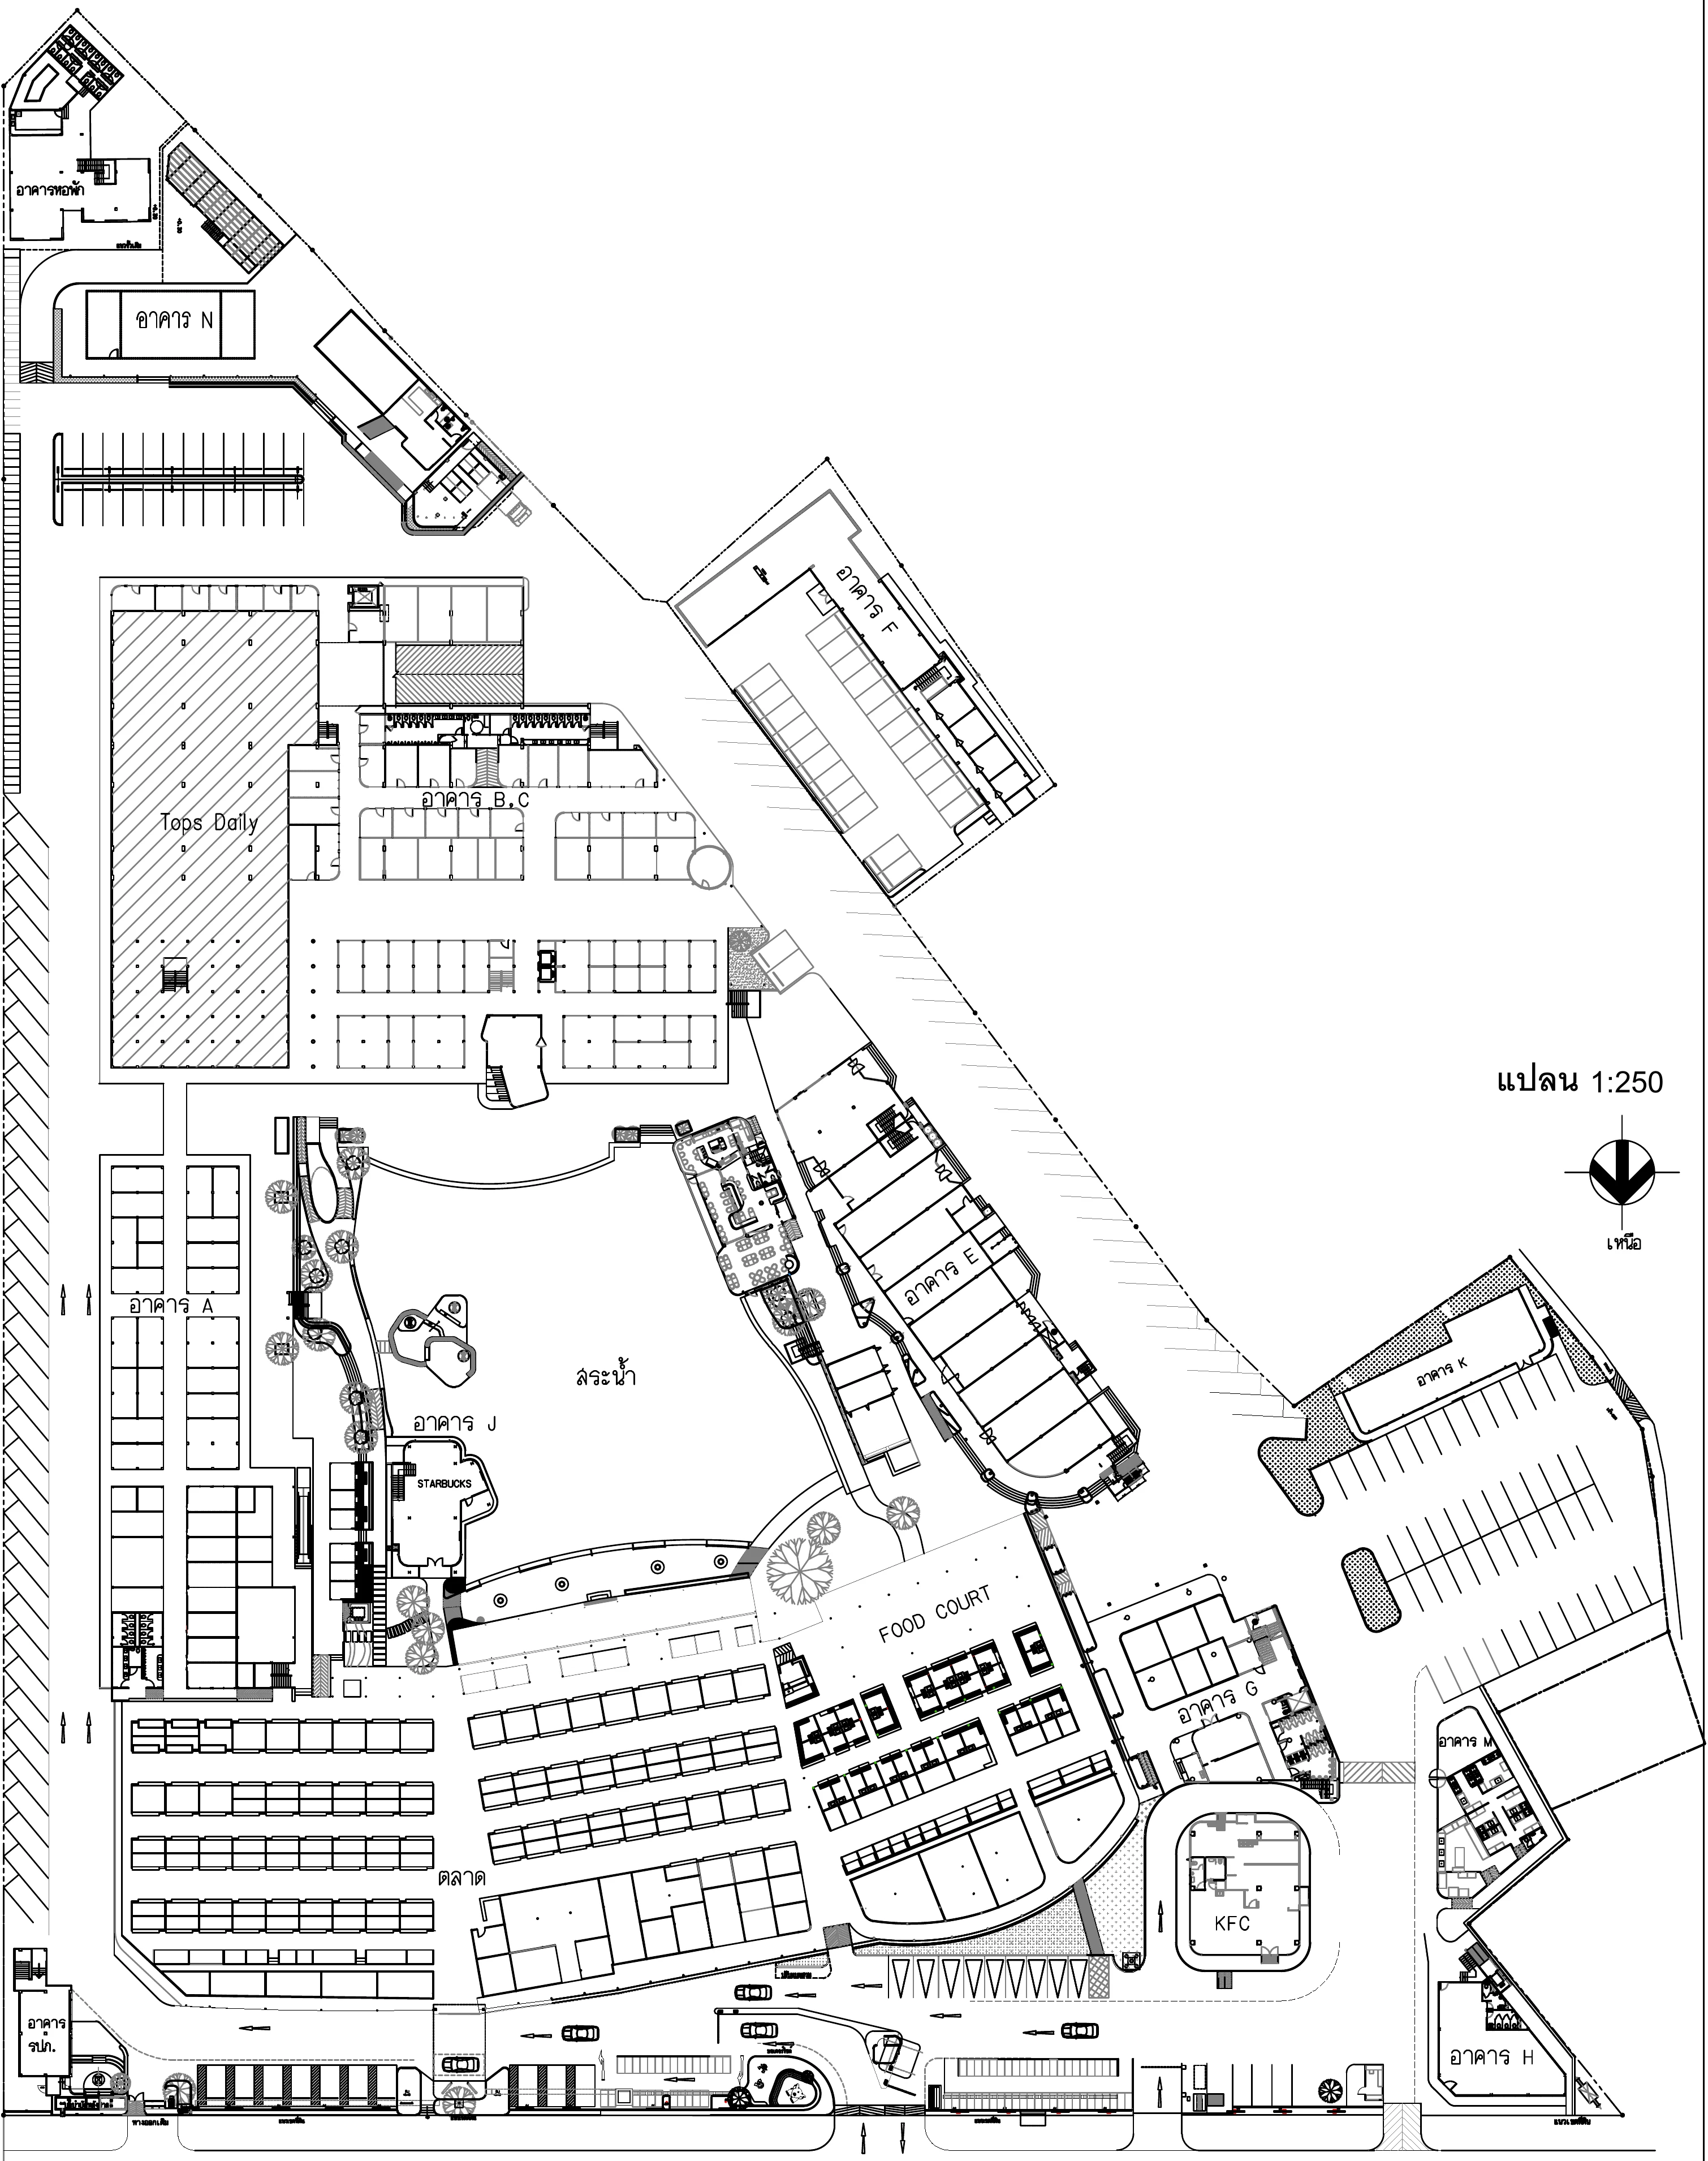 อาคารหอพัก
+0.30
+0.30
อาคาร N
อาคาร F
อาคาร B,C
Tops Daily
แปลน 1:250
เหนือ
อาคาร E
อาคาร A
สระน้ำ
อาคาร K
อาคาร J
STARBUCKS
FOOD COURT
อาคาร G
อาคาร M
ตลาด
KFC
อาคาร
รปภ.
อาคาร H